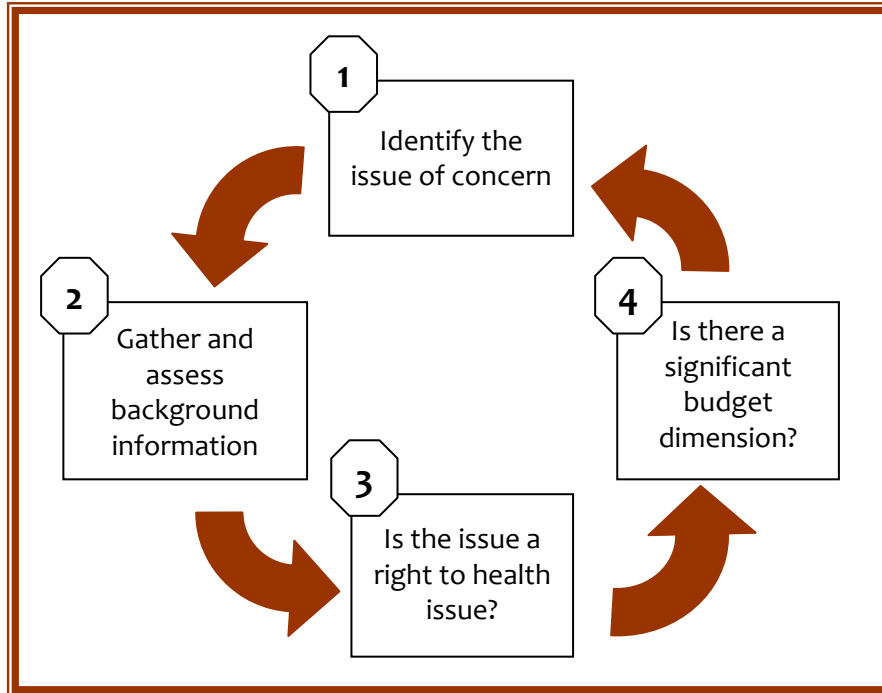 1
Identify the
issue of concern
2
Gather and
assess
background
information
3
Is the issue a
right to health
issue?
4
Is there a
significant
budget
dimension?